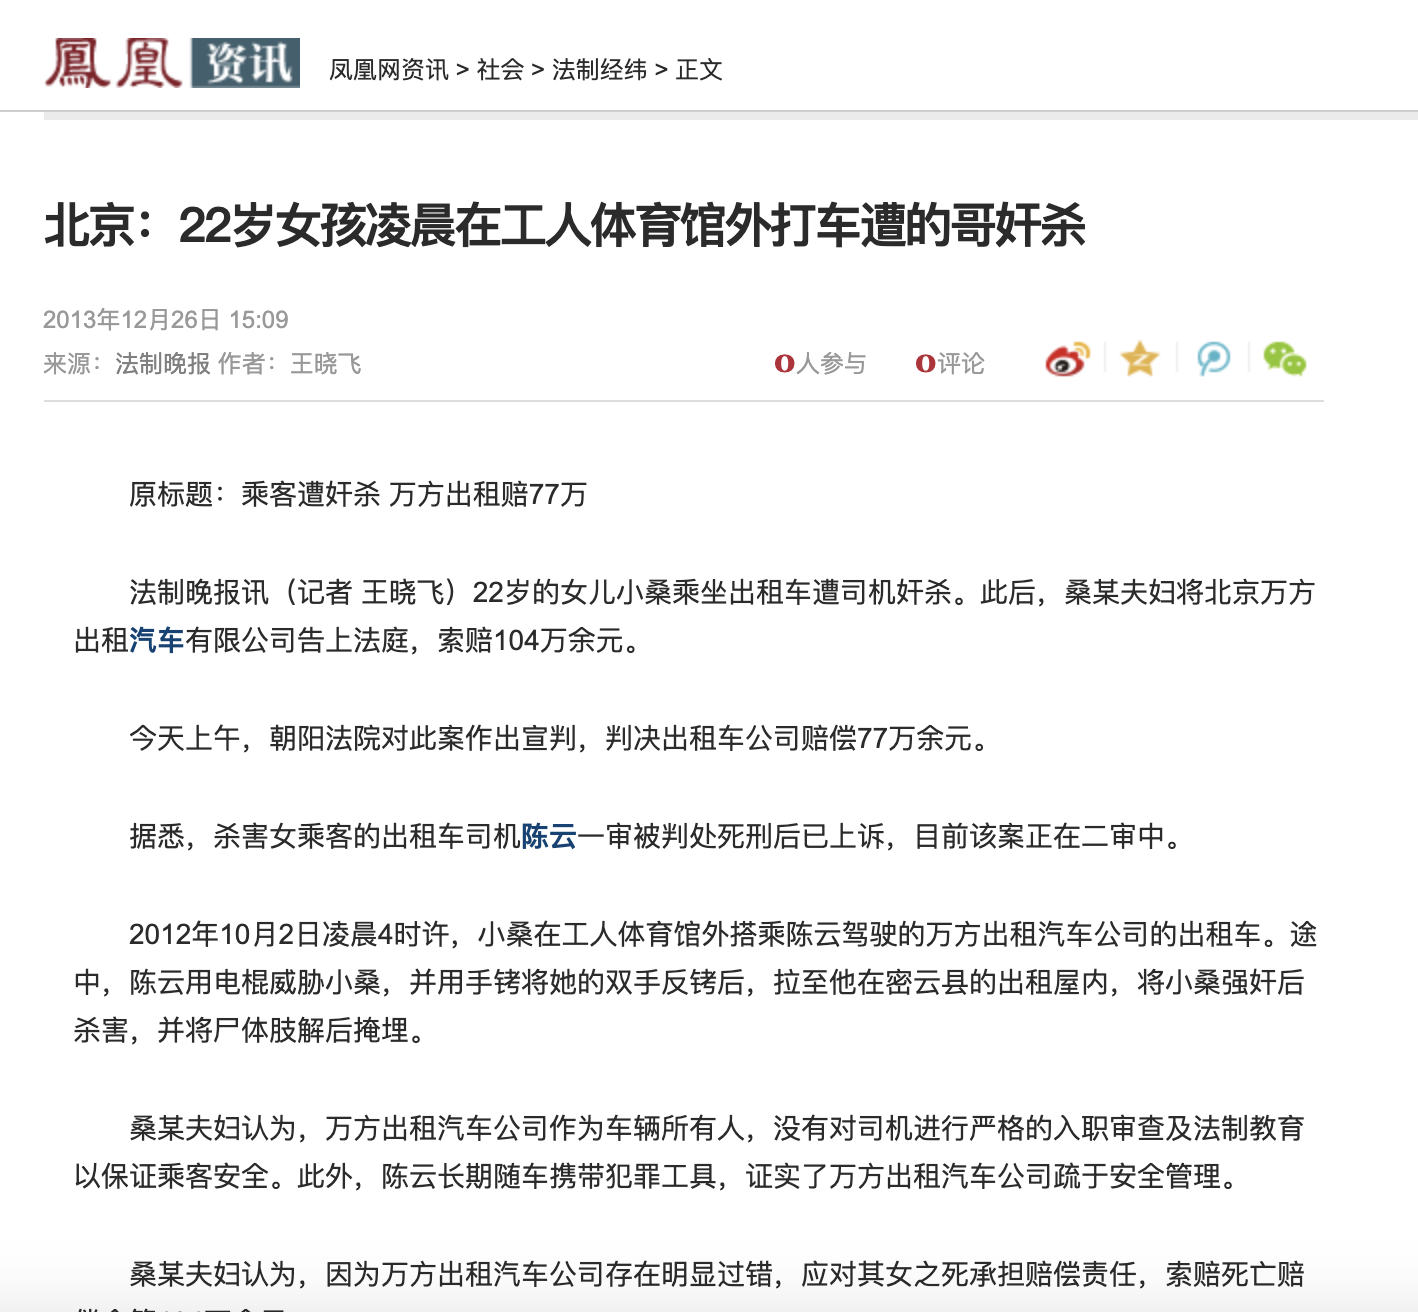 鳳凰 资讯 凤凰网资讯 > 社会 > 法制经纬 > 正文
北京：22岁女孩凌晨在工人体育馆外打车遭的哥奸杀
2013年12月26日 15:09
来源：法制晚报 作者：王晓飞 0人参与 0评论
原标题：乘客遭奸杀 万方出租赔77万
法制晚报讯（记者 王晓飞）22岁的女儿小桑乘坐出租车遭司机奸杀。此后，桑某夫妇将北京万方
出租汽车有限公司告上法庭，索赔104万余元。
今天上午，朝阳法院对此案作出宣判，判决出租车公司赔偿77万余元。
据悉，杀害女乘客的出租车司机陈云一审被判处死刑后已上诉，目前该案正在二审中。
2012年10月2日凌晨4时许，小桑在工人体育馆外搭乘陈云驾驶的万方出租汽车公司的出租车。途
中，陈云用电棍威胁小桑，并用手铐将她的双手反铐后，拉至他在密云县的出租屋内，将小桑强奸后
杀害，并将尸体肢解后掩埋。
桑某夫妇认为，万方出租汽车公司作为车辆所有人，没有对司机进行严格的入职审查及法制教育
以保证乘客安全。此外，陈云长期随车携带犯罪工具，证实了万方出租汽车公司疏于安全管理。
桑某夫妇认为，因为万方出租汽车公司存在明显过错，应对其女之死承担赔偿责任，索赔死亡赔